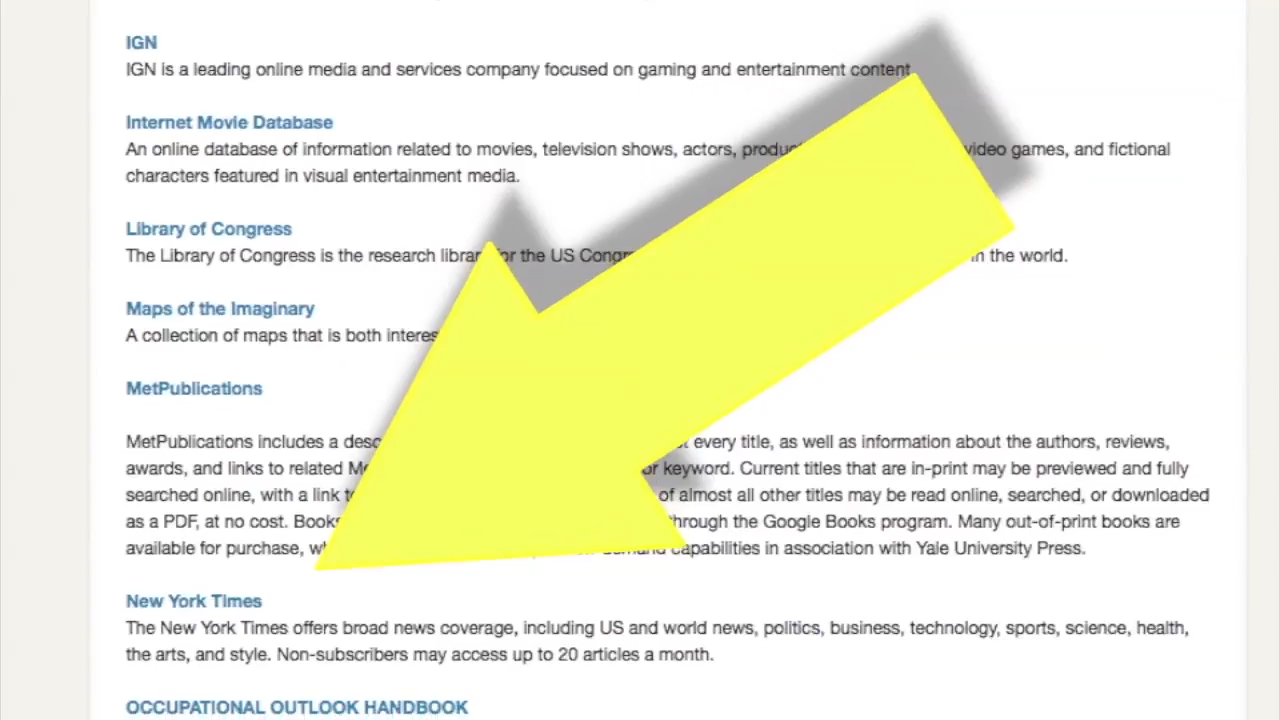 IGN
IGN is a leading online media and services company focused on gaming and entertainment content
Internet Movie Database
An online database of information related to movies, television shows, actors, video games, and fictional
characters featured in visual entertainment media.
Library of Congress
The Library of Congress is the research for the US in the world.
Maps of the Imaginary
A collection of maps that is both
MetPublications
MetPublications includes a every title, as well as information about the authors, reviews,
awards, and links to related or keyword. Current titles that are in-print may be previewed and fully
searched online, with a link of almost all other titles may be read online, searched, or downloaded
as a PDF, at no cost. Books through the Google Books program. Many out-of-print books are
available for purchase, capabilities in association with Yale University Press.
New York Times
The New York Times offers broad news coverage, including US and world news, politics, business, technology, sports, science, health,
the arts, and style. Non-subscribers may access up to 20 articles a month.
OCCUPATIONAL OUTLOOK HANDBOOK